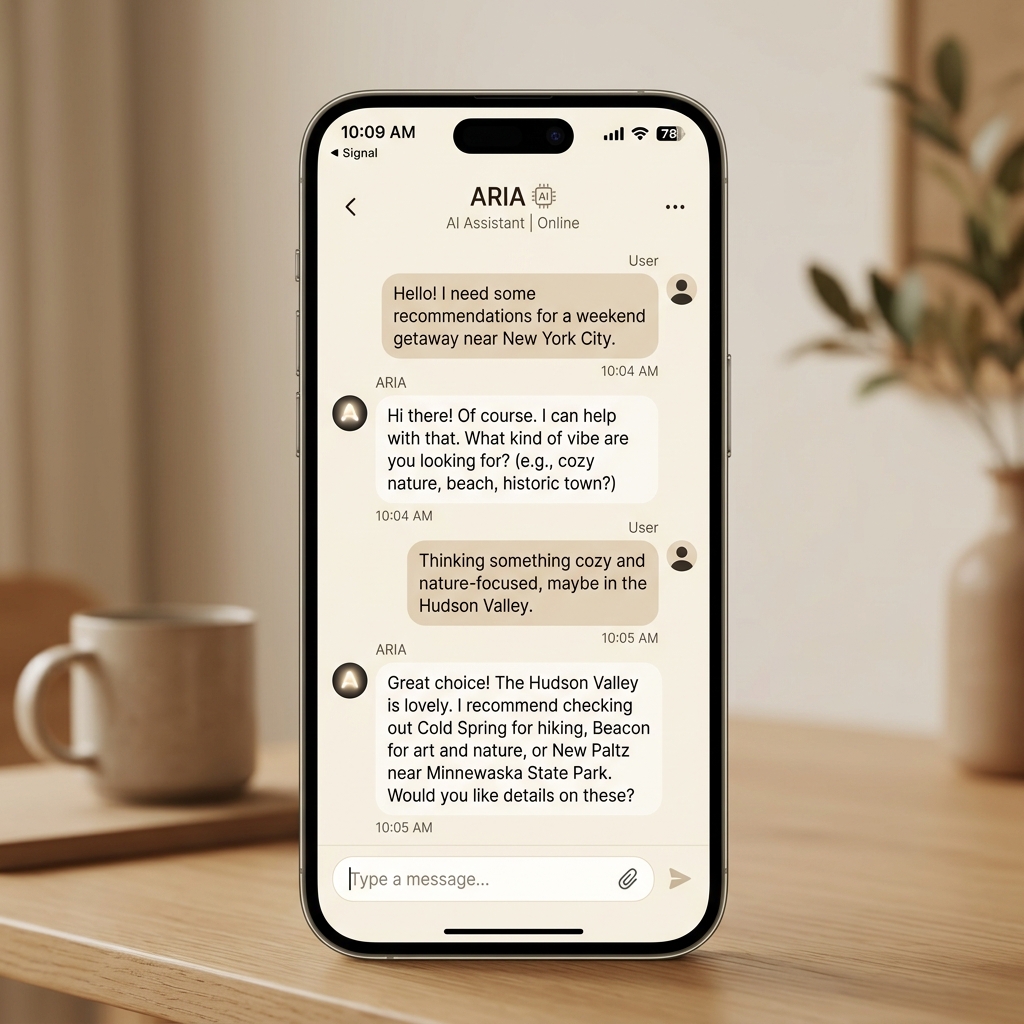 10:09 AM
78
◀ Signal
ARIA AI
AI Assistant | Online
User
Hello! I need some
recommendations for a weekend
getaway near New York City.
10:04 AM
ARIA
A
Hi there! Of course. I can help
with that. What kind of vibe are
you looking for? (e.g., cozy
nature, beach, historic town?)
10:04 AM
User
Thinking something cozy and
nature-focused, maybe in the
Hudson Valley.
10:05 AM
ARIA
A
Great choice! The Hudson Valley
is lovely. I recommend checking
out Cold Spring for hiking, Beacon
for art and nature, or New Paltz
near Minnewaska State Park.
Would you like details on these?
10:05 AM
Type a message...